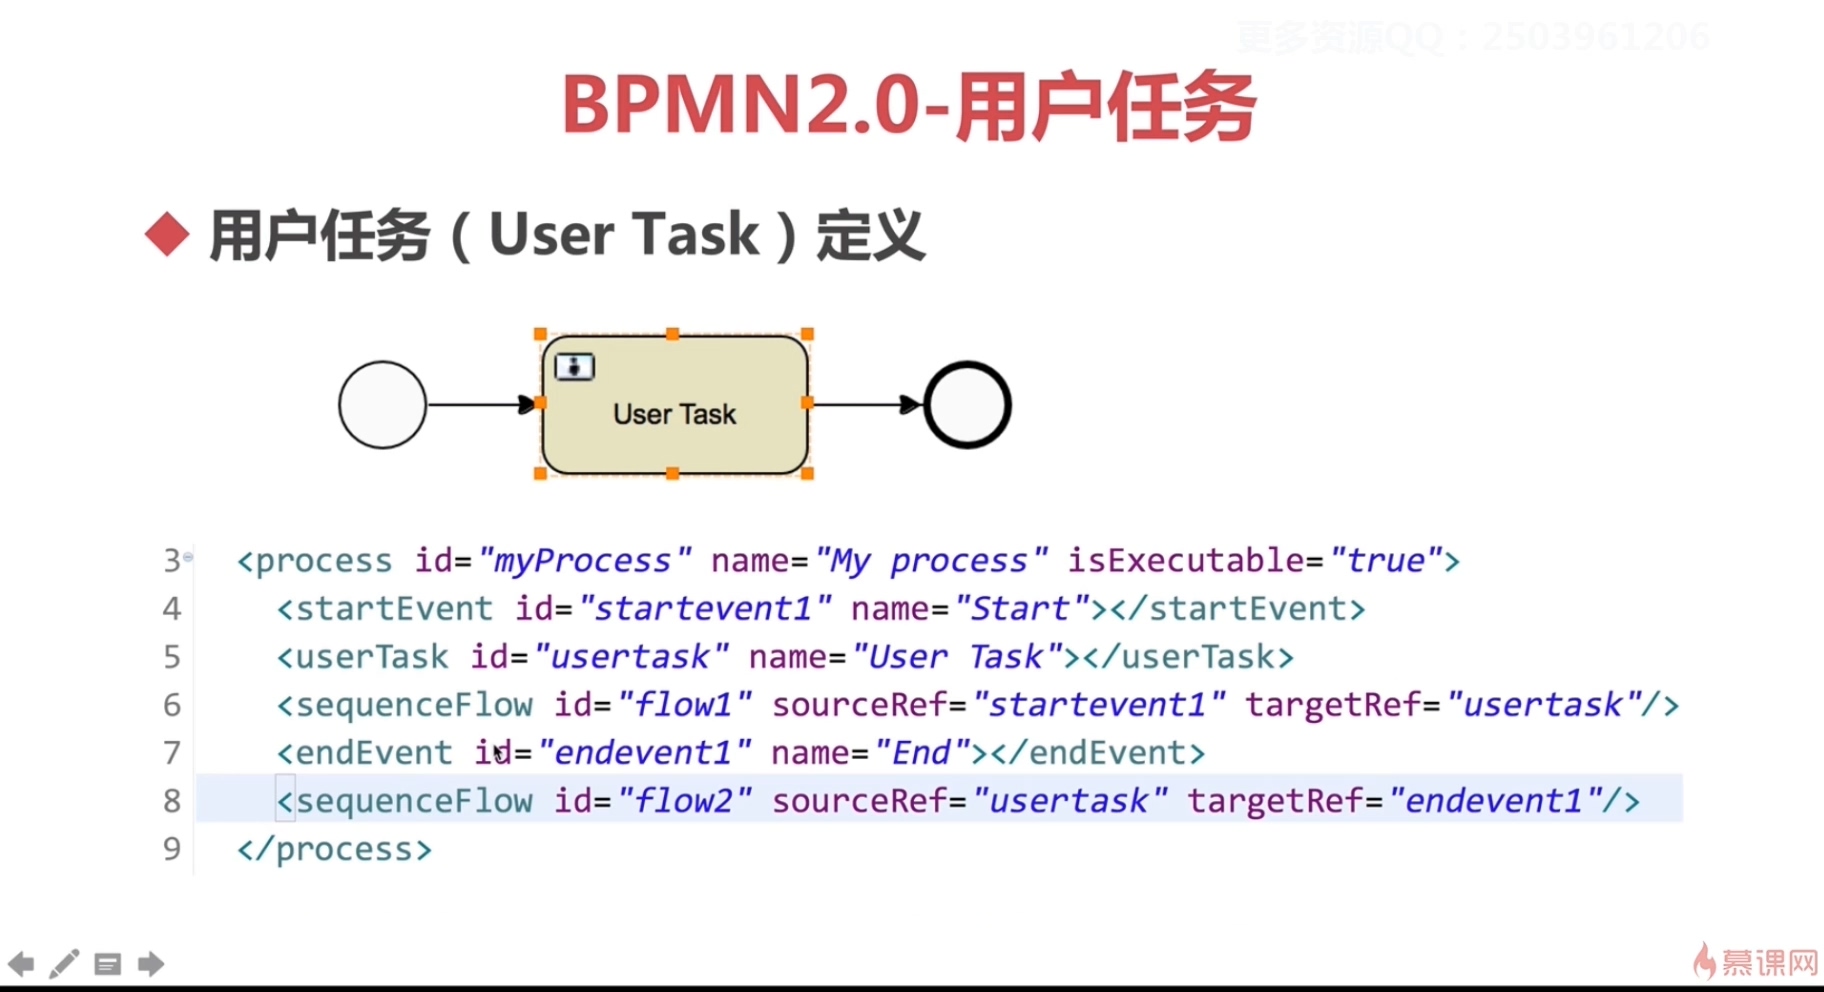 更多资源QQ：2503961206
BPMN2.0-用户任务
用户任务（User Task）定义
User Task
3 <process id="myProcess" name="My process" isExecutable="true">
4 <startEvent id="startevent1" name="Start"></startEvent>
5 <userTask id="usertask" name="User Task"></userTask>
6 <sequenceFlow id="flow1" sourceRef="startevent1" targetRef="usertask"/>
7 <endEvent id="endevent1" name="End"></endEvent>
8 <sequenceFlow id="flow2" sourceRef="usertask" targetRef="endevent1"/>
9 </process>
慕课网